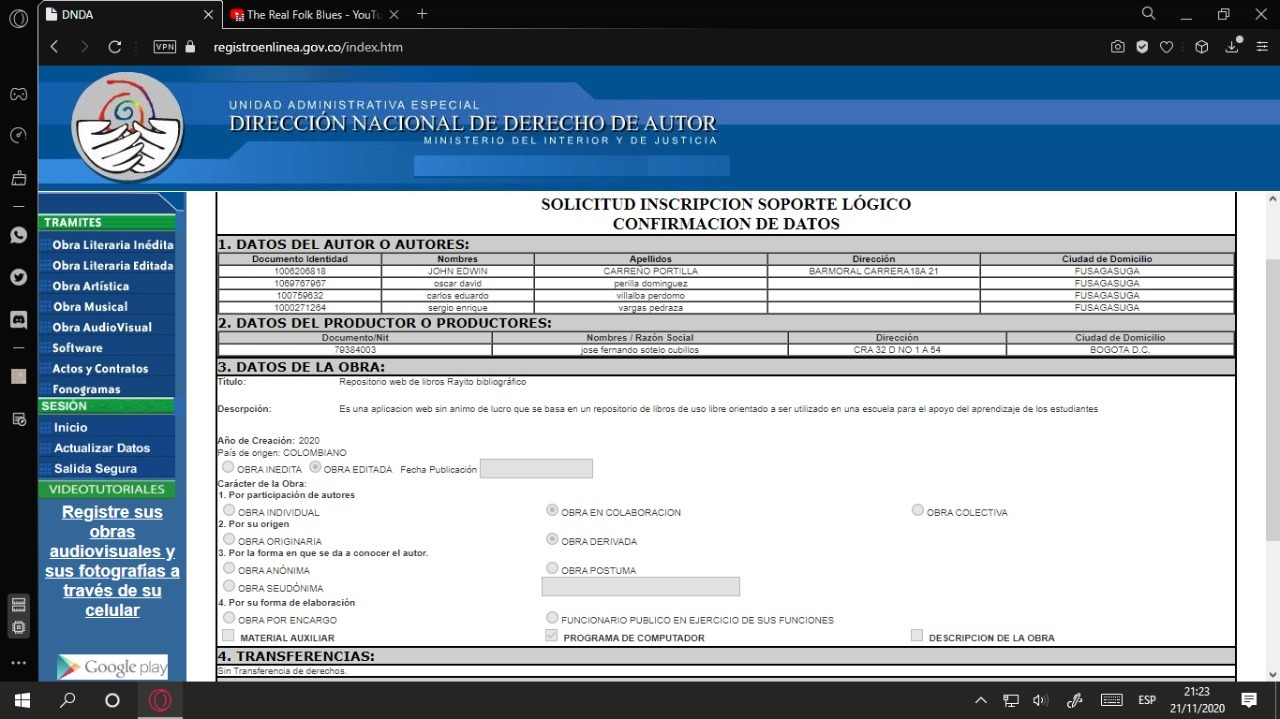 DNDA
The Real Folk Blues - YouTu
VPN
registroenlinea.gov.co/index.htm
UNIDAD ADMINISTRATIVA ESPECIAL
DIRECCIÓN NACIONAL DE DERECHO DE AUTOR
MINISTERIO DEL INTERIOR Y DE JUSTICIA
TRAMITES
Obra Literaria Inédita
Obra Literaria Editada
Obra Artística
Obra Musical
Obra AudioVisual
Software
Actos y Contratos
Fonogramas
SESIÓN
Inicio
Actualizar Datos
Salida Segura
VIDEOTUTORIALES
Registre sus
obras
audiovisuales y
sus fotografías a
través de su
celular
Google play
SOLICITUD INSCRIPCION SOPORTE LÓGICO
CONFIRMACION DE DATOS
1. DATOS DEL AUTOR O AUTORES:
Documento Identidad Nombres Apellidos Dirección Ciudad de Domicilio
1006206818 JOHN EDWIN CARREÑO PORTILLA BARMORAL CARRERA18A 21 FUSAGASUGA
1069767967 oscar david perilla dominguez FUSAGASUGA
100759632 carlos eduardo villalba perdomo FUSAGASUGA
1000271264 sergio enrique vargas pedraza FUSAGASUGA
2. DATOS DEL PRODUCTOR O PRODUCTORES:
Documento/Nit Nombres / Razón Social Dirección Ciudad de Domicilio
79384003 jose fernando sotelo cubillos CRA 32 D NO 1 A 54 BOGOTA D.C.
3. DATOS DE LA OBRA:
Título: Repositorio web de libros Rayito bibliográfico
Descrpción: Es una aplicacion web sin animo de lucro que se basa en un repositorio de libros de uso libre orientado a ser utilizado en una escuela para el apoyo del aprendizaje de los estudiantes
Año de Creación: 2020
País de origen: COLOMBIANO
OBRA INEDITA OBRA EDITADA Fecha Publicación
Carácter de la Obra:
1. Por participación de autores
OBRA INDIVIDUAL OBRA EN COLABORACION OBRA COLECTIVA
2. Por su origen
OBRA ORIGINARIA OBRA DERIVADA
3. Por la forma en que se da a conocer el autor.
OBRA ANÓNIMA OBRA POSTUMA
OBRA SEUDÓNIMA
4. Por su forma de elaboración
OBRA POR ENCARGO FUNCIONARIO PUBLICO EN EJERCICIO DE SUS FUNCIONES
MATERIAL AUXILIAR PROGRAMA DE COMPUTADOR DESCRIPCION DE LA OBRA
4. TRANSFERENCIAS:
Sin Transferencia de derechos.
ESP
21:23
21/11/2020